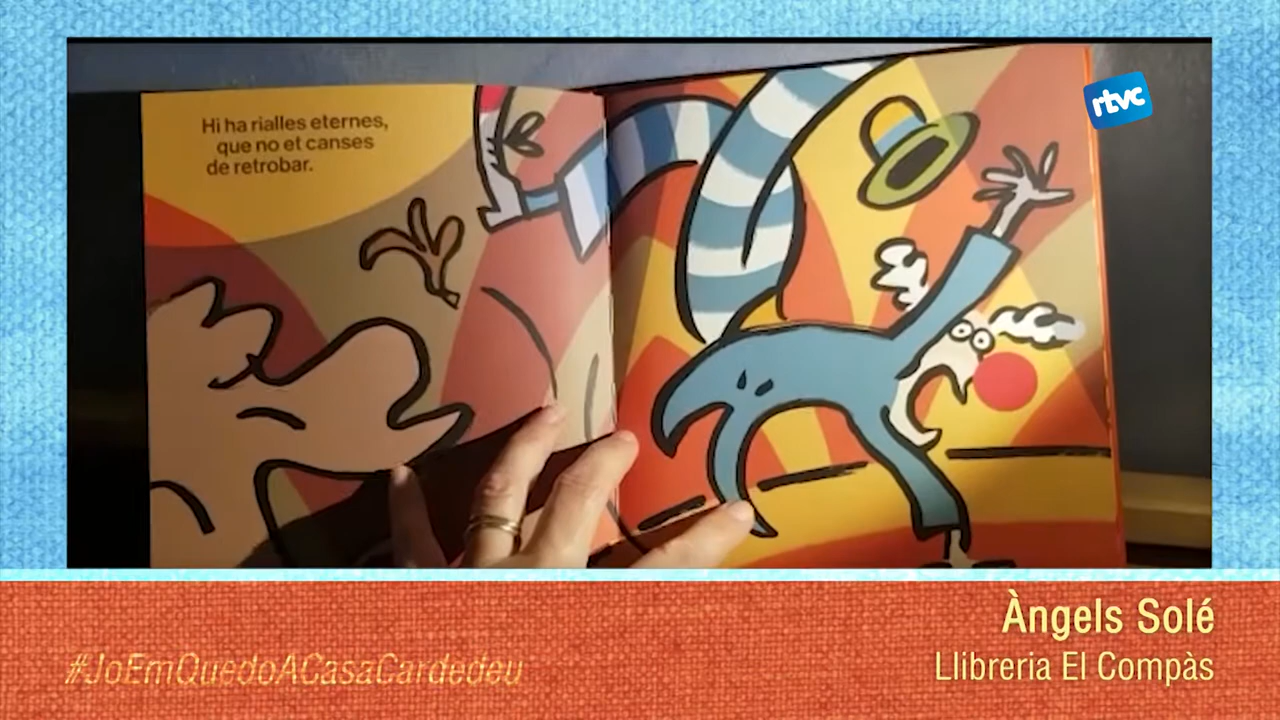 Hi ha rialles eternes,
que no et canses
de retrobar.
rtvc
Àngels Solé
Llibreria El Compàs
#JoEmQuedoACasaCardedeu